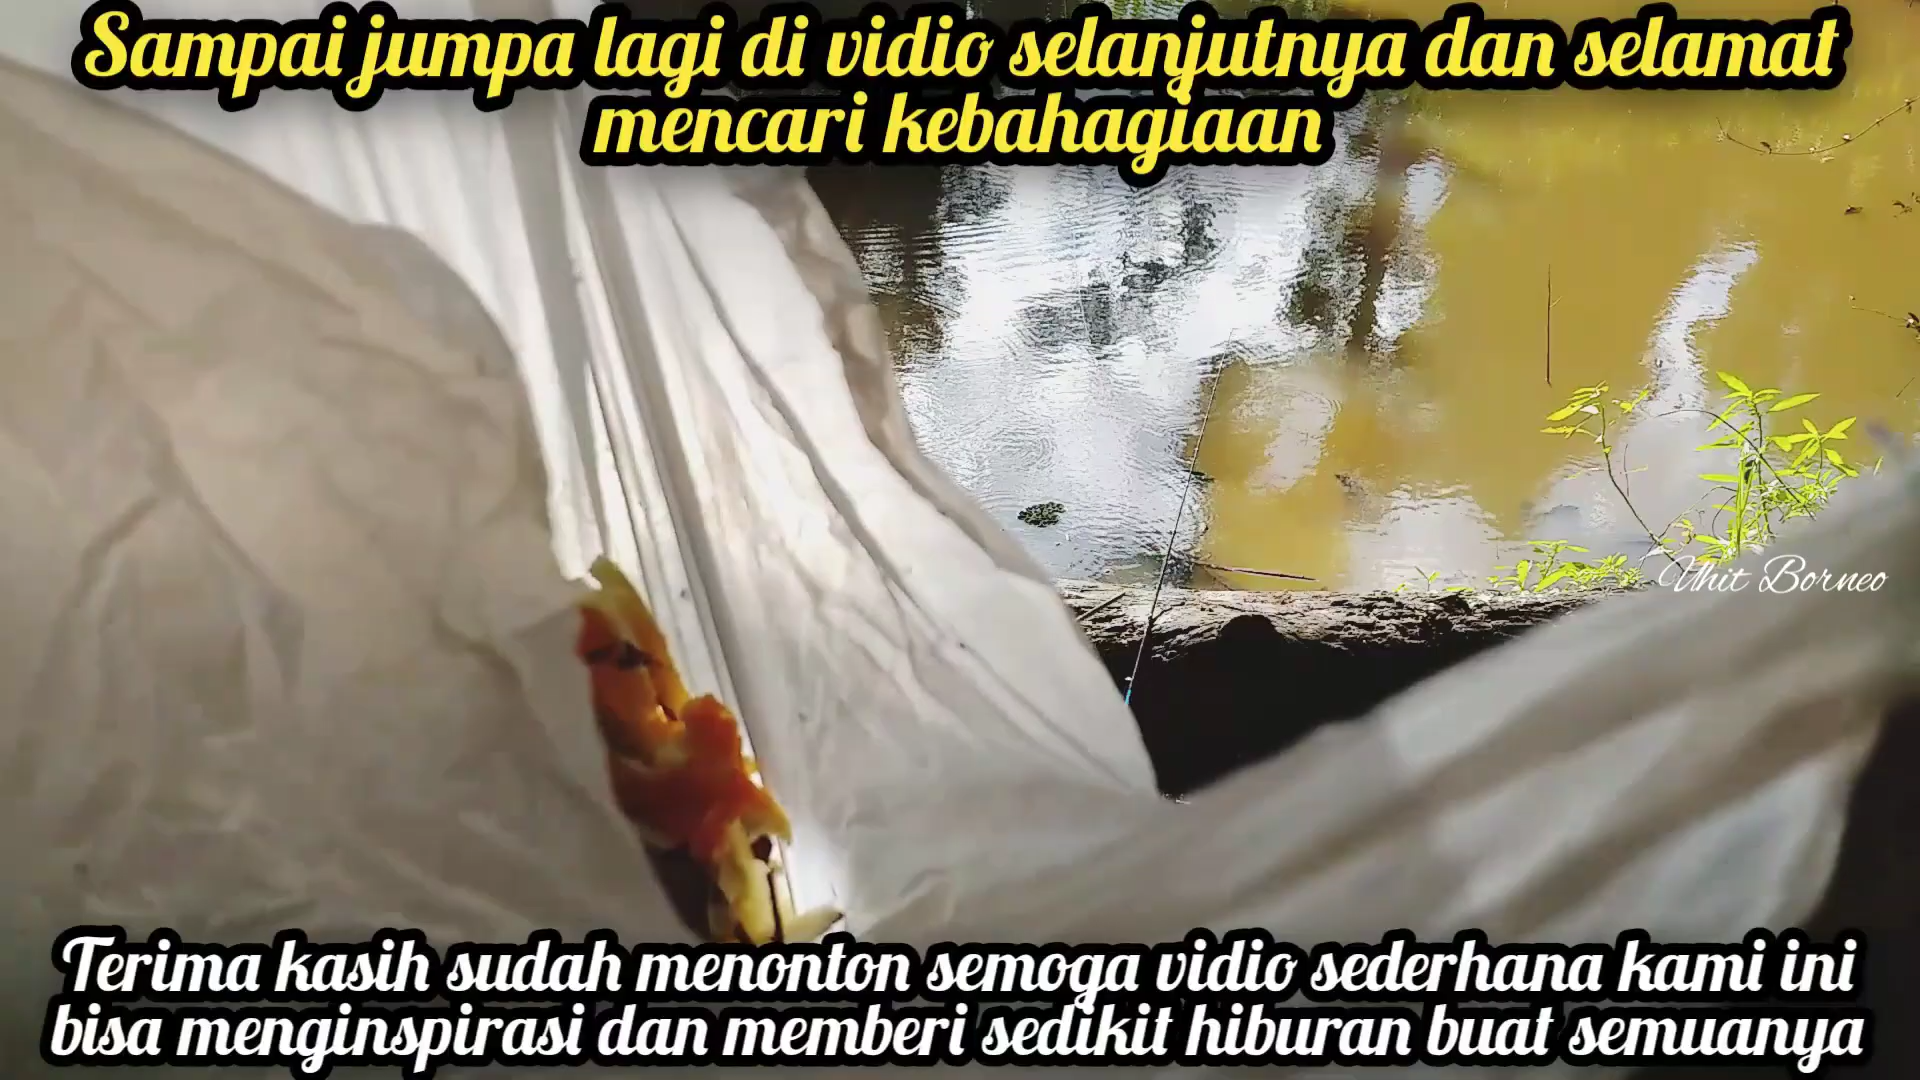 Sampai jumpa lagi di vidio selanjutnya dan selamat
mencari kebahagiaan
Uhit Borneo
Terima kasih sudah menonton semoga vidio sederhana kami ini
bisa menginspirasi dan memberi sedikit hiburan buat semuanya